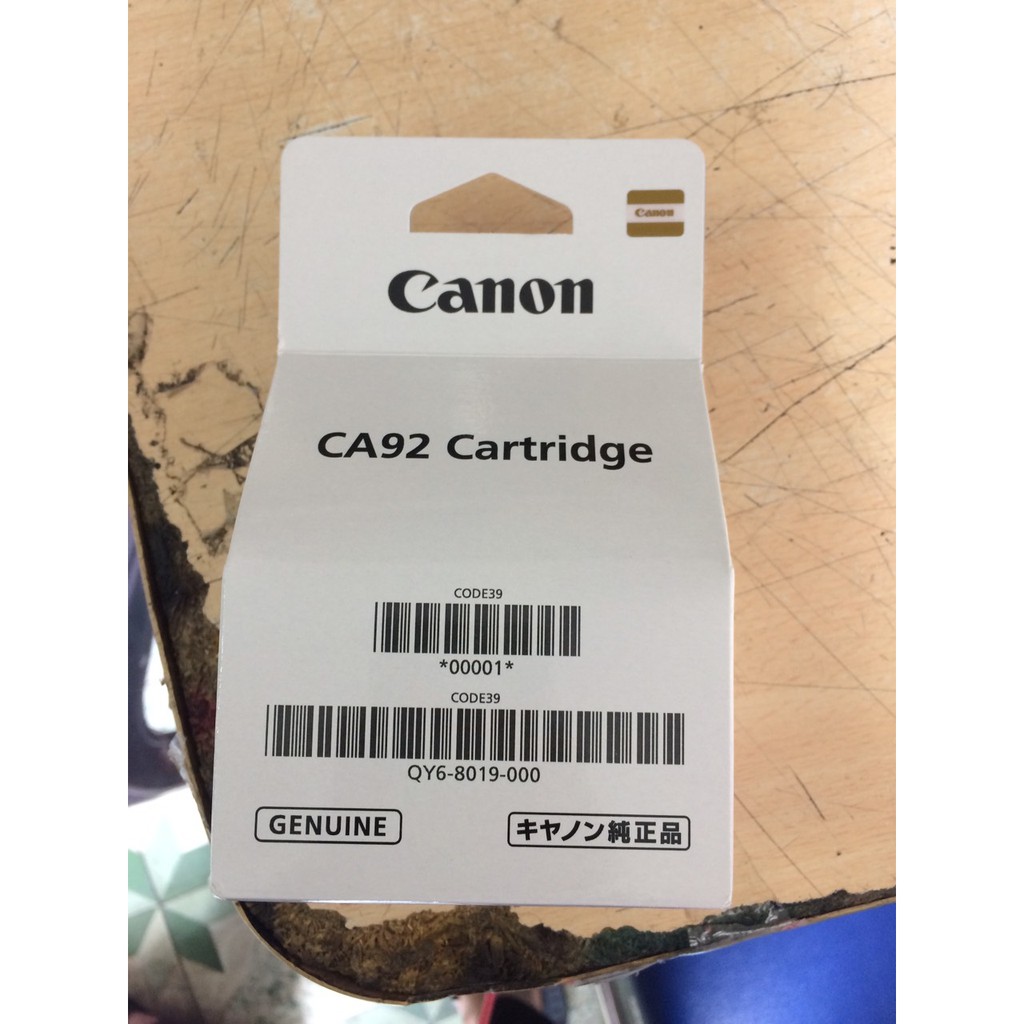 Canon
Canon
CA92 Cartridge
CODE39
*00001*
CODE39
QY6-8019-000
GENUINE
キヤノン純正品